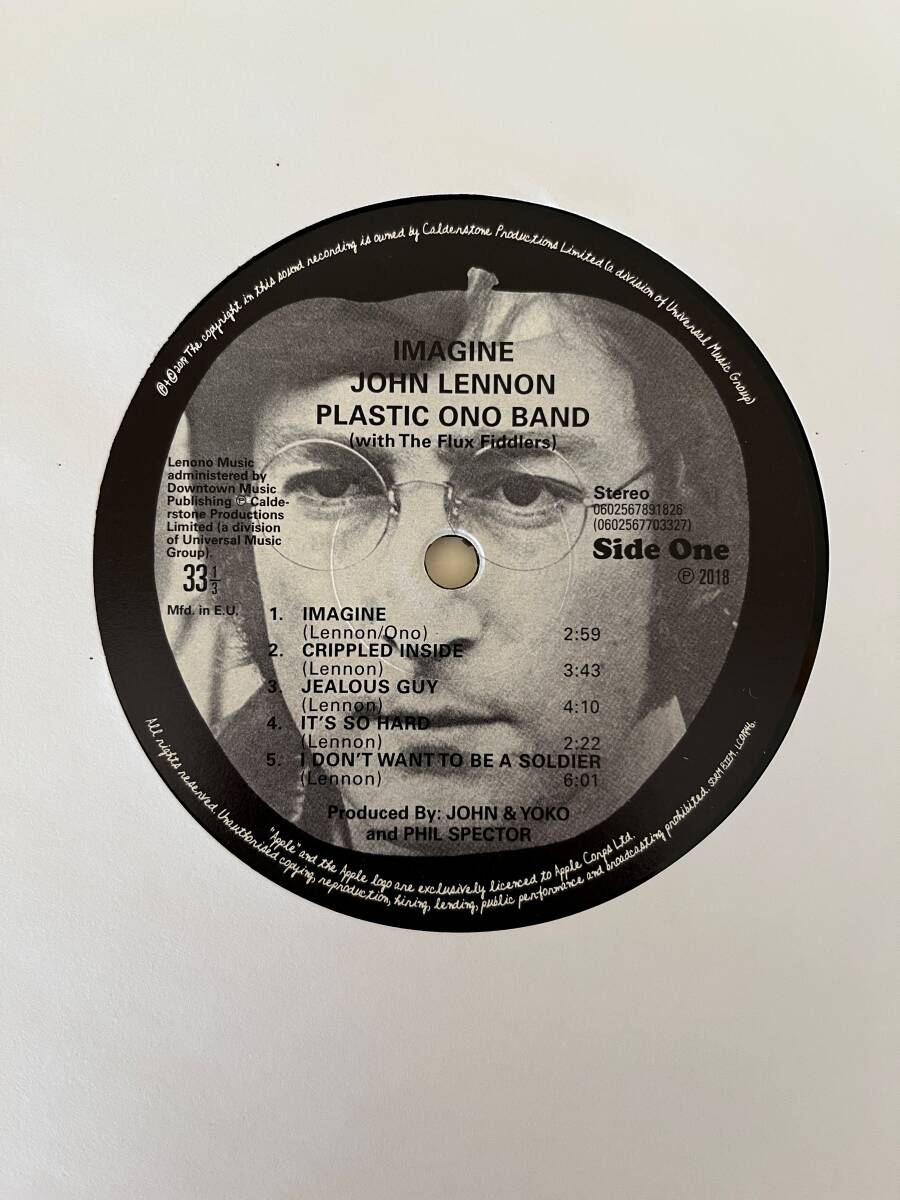 ℗+©2018 The copyright in this sound recording is owned by Calderstone Productions Limited (a division of Universal Music Group)
IMAGINE
JOHN LENNON
PLASTIC ONO BAND
(with The Flux Fiddlers)
Lenono Music
administered by
Downtown Music
Publishing ℗ Calde-
rstone Productions
Limited (a division
of Universal Music
Group).
33 1/3
Mfd. in E.U.
Stereo
0602567891826
(0602567703327)
Side One
℗ 2018
1. IMAGINE
(Lennon/Ono) 2:59
2. CRIPPLED INSIDE
(Lennon) 3:43
3. JEALOUS GUY
(Lennon) 4:10
4. IT'S SO HARD
(Lennon) 2:22
5. I DON'T WANT TO BE A SOLDIER
(Lennon) 6:01
Produced By: JOHN & YOKO
and PHIL SPECTOR
"Apple" and the Apple logo are exclusively licenced to Apple Corps Ltd.
All rights reserved. Unauthorised copying, reproduction, hiring, lending, public performance and broadcasting prohibited. SDRM BIEM. LC01846.